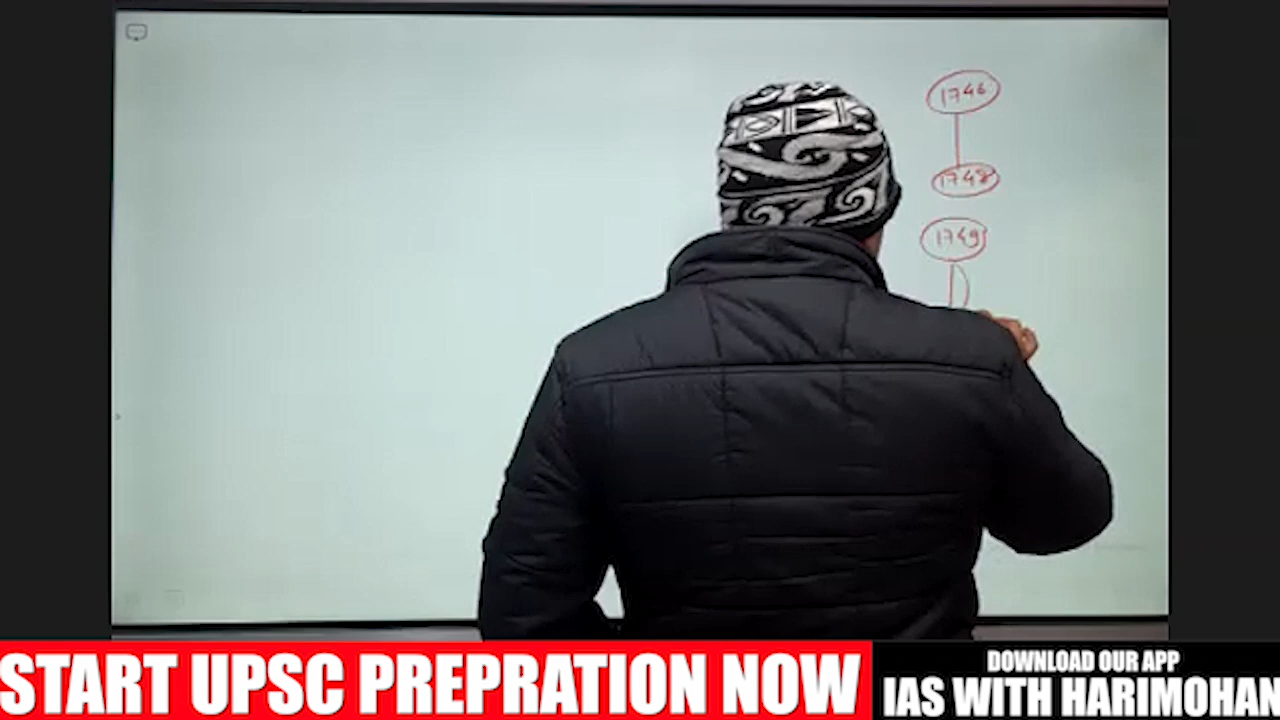 1746
1748
1749
START UPSC PREPRATION NOW
DOWNLOAD OUR APP
IAS WITH HARIMOHAN